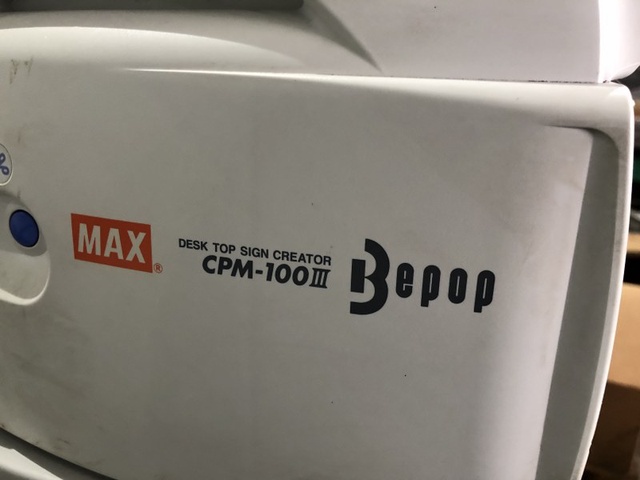 MAX®
DESK TOP SIGN CREATOR
CPM-100III
Bepop